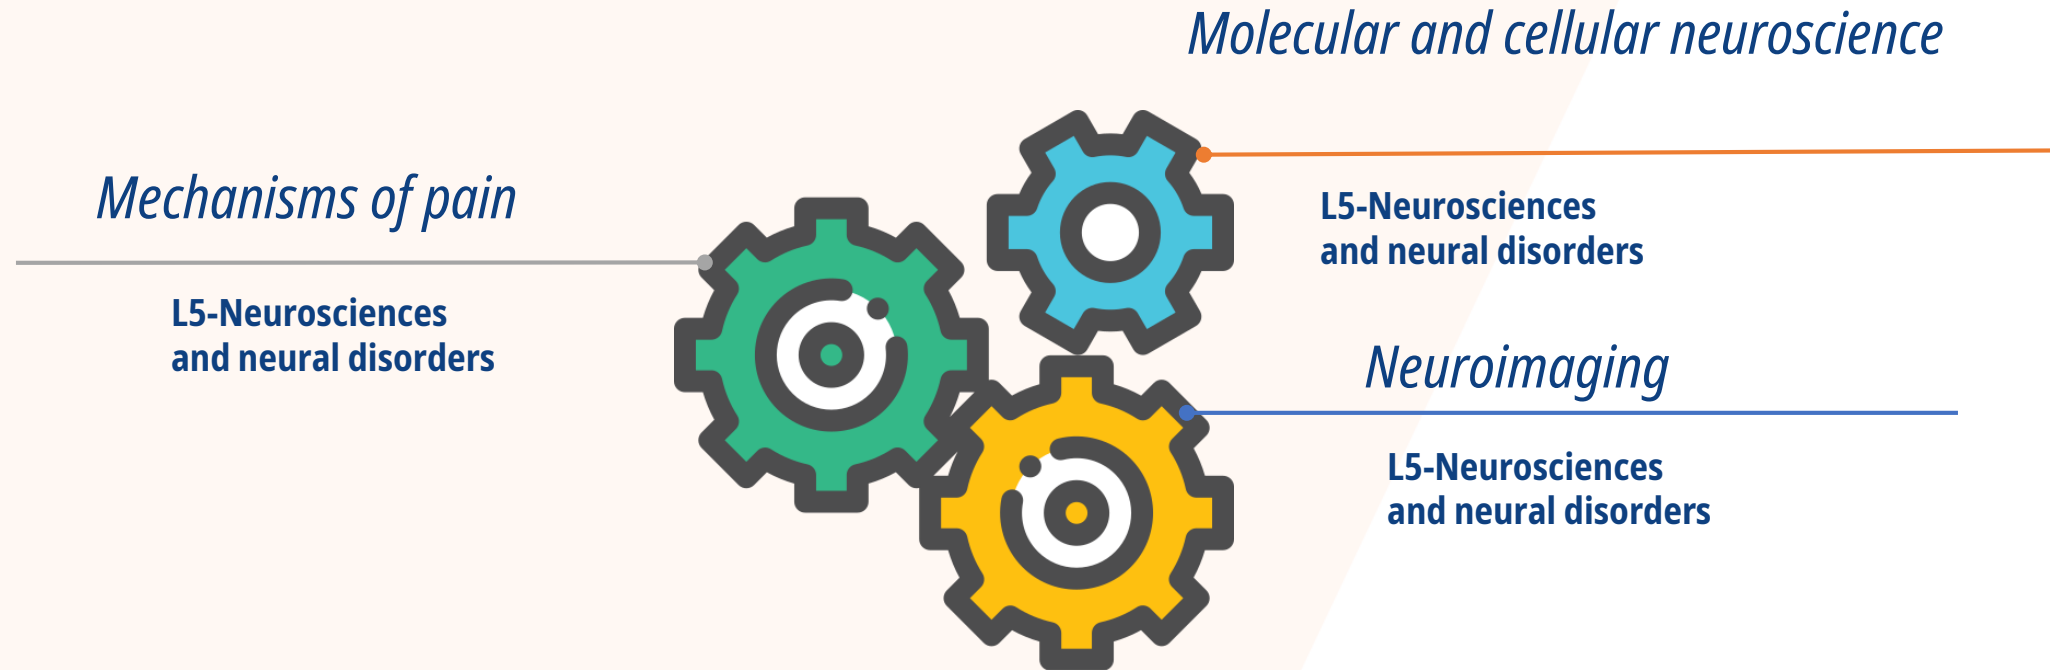 Molecular and cellular neuroscience
L5-Neurosciences
and neural disorders
Mechanisms of pain
L5-Neurosciences
and neural disorders
Neuroimaging
L5-Neurosciences
and neural disorders